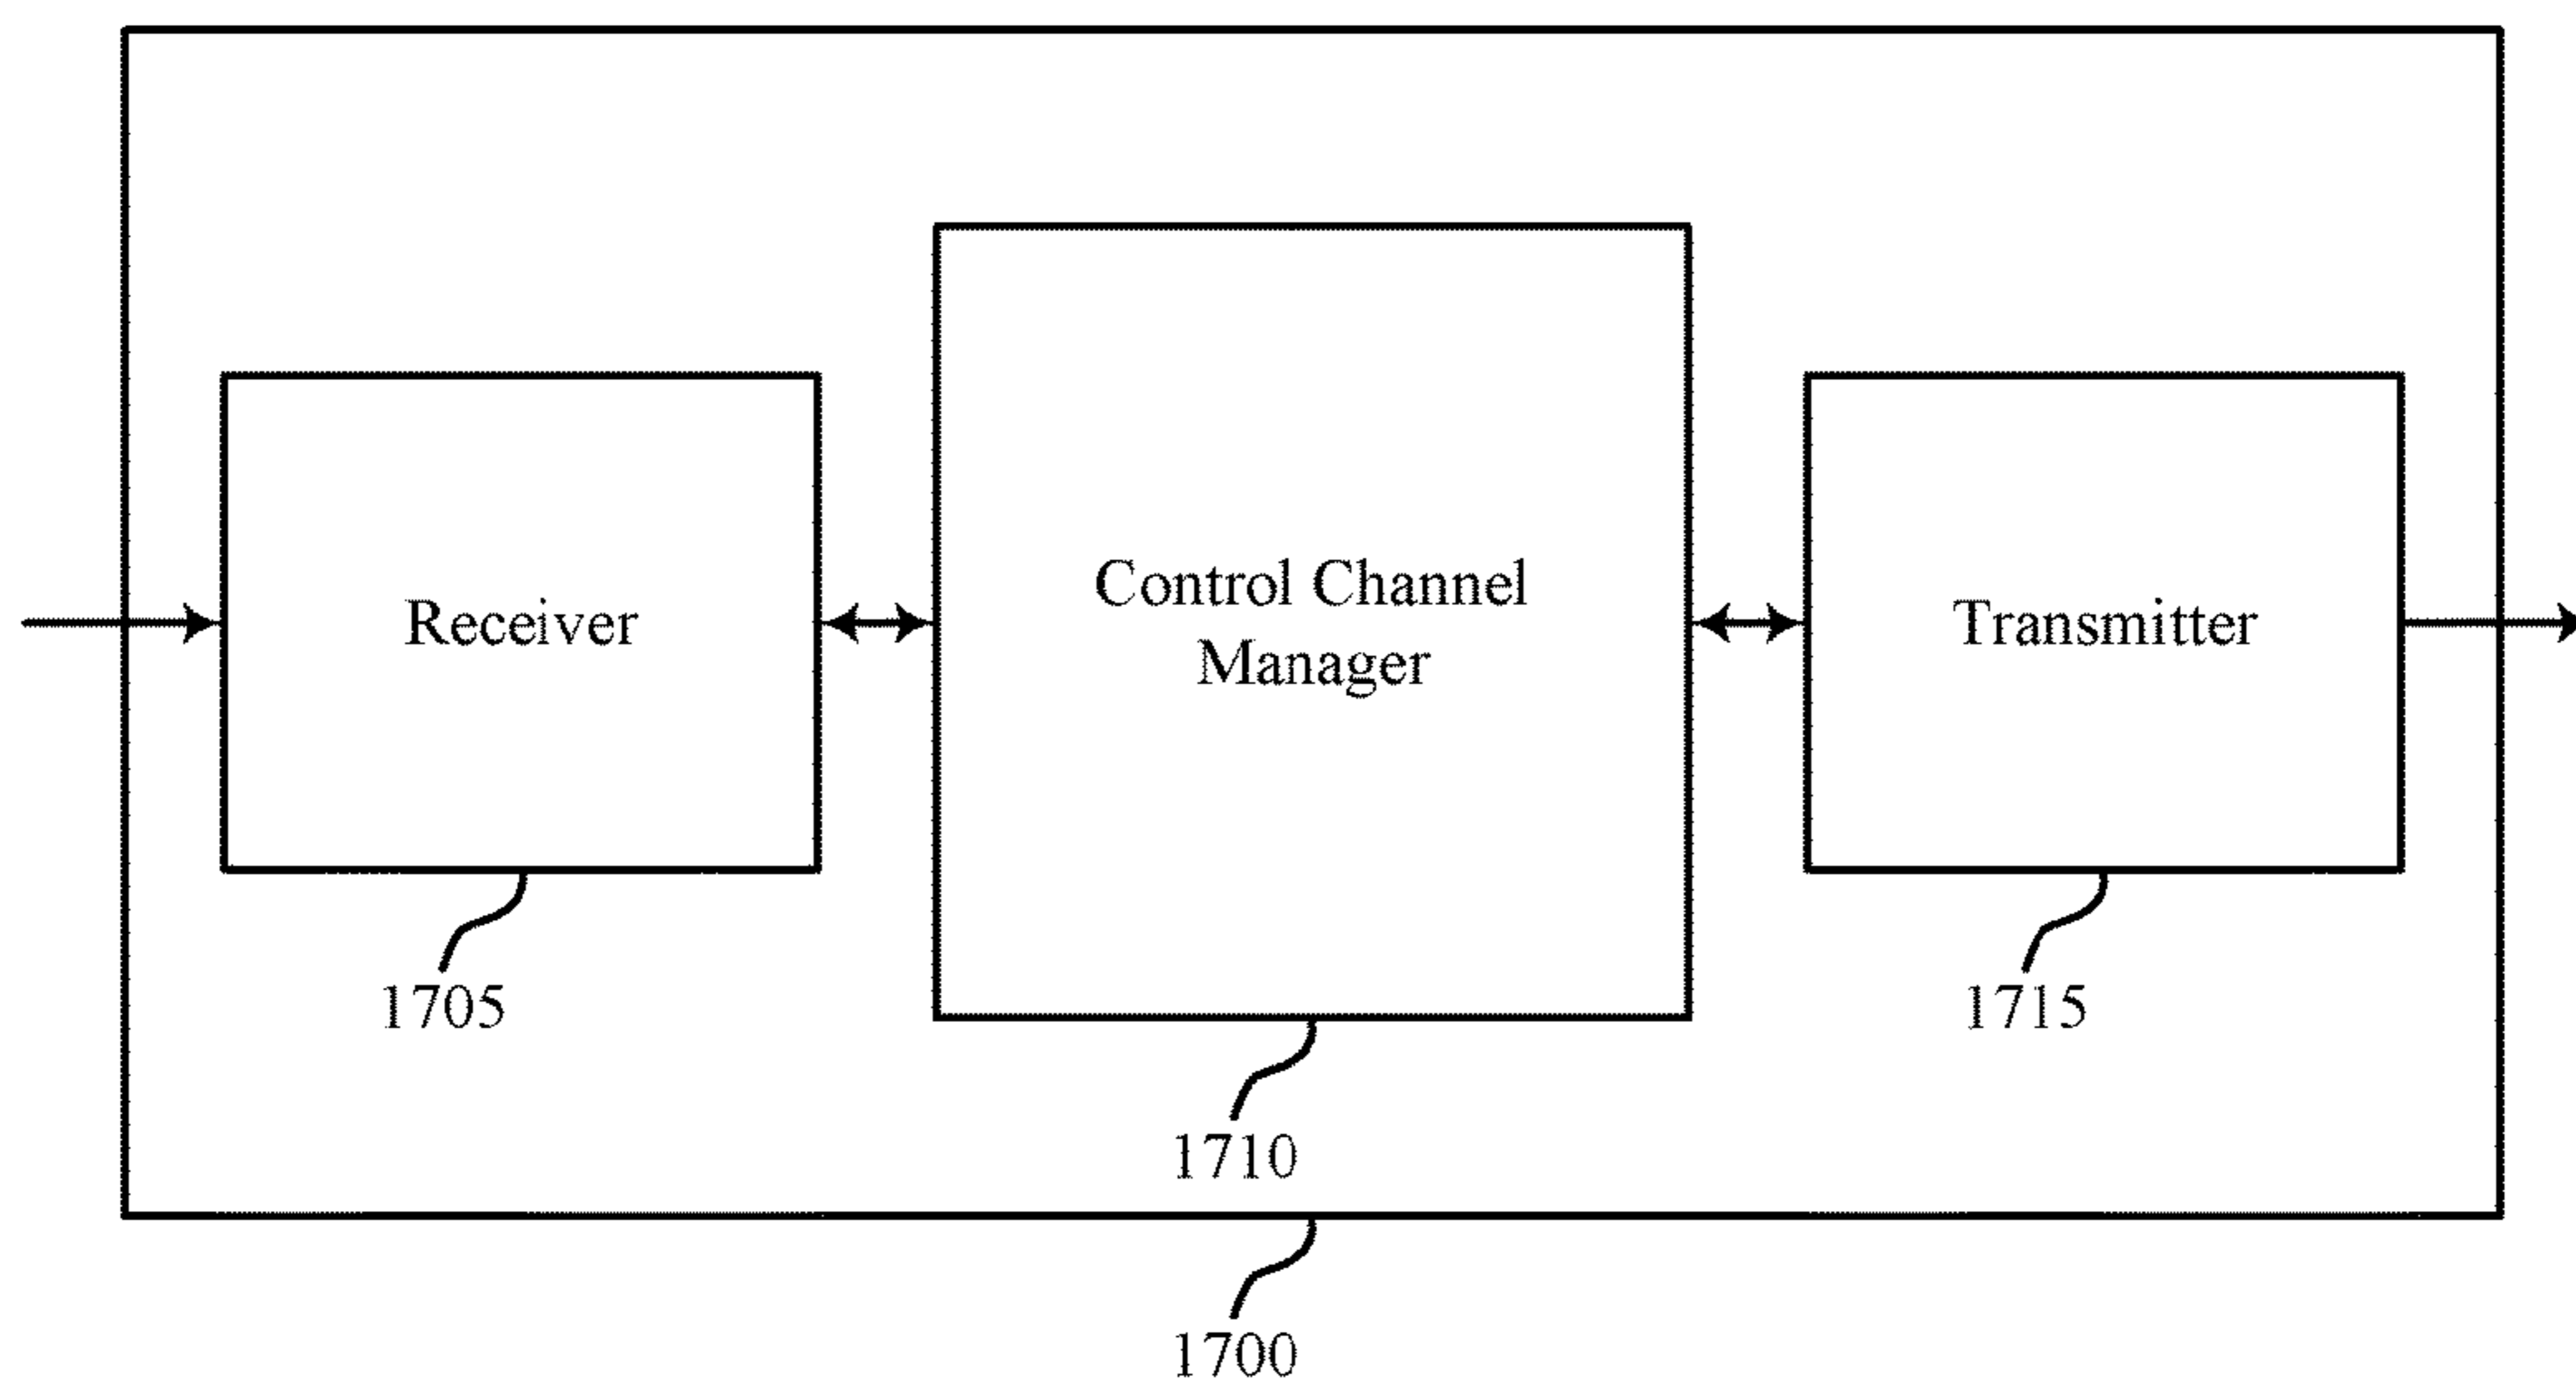 Receiver
Control Channel
Manager
Transmitter
1705
1715
1710
1700